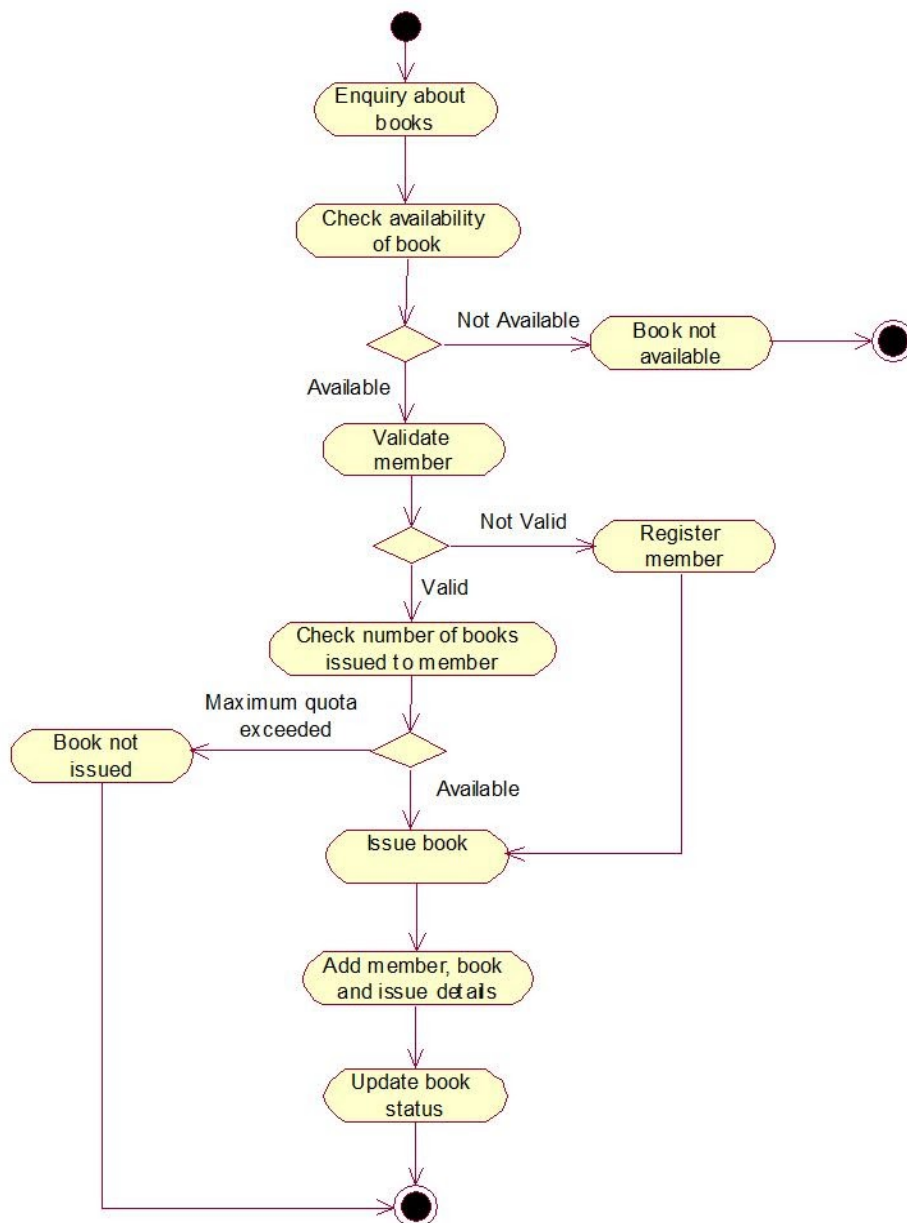 Enquiry about
books
Check availability
of book
Not Available
Book not
available
Available
Validate
member
Not Valid
Register
member
Valid
Check number of books
issued to member
Maximum quota
exceeded
Book not
issued
Available
Issue book
Add member, book
and issue details
Update book
status